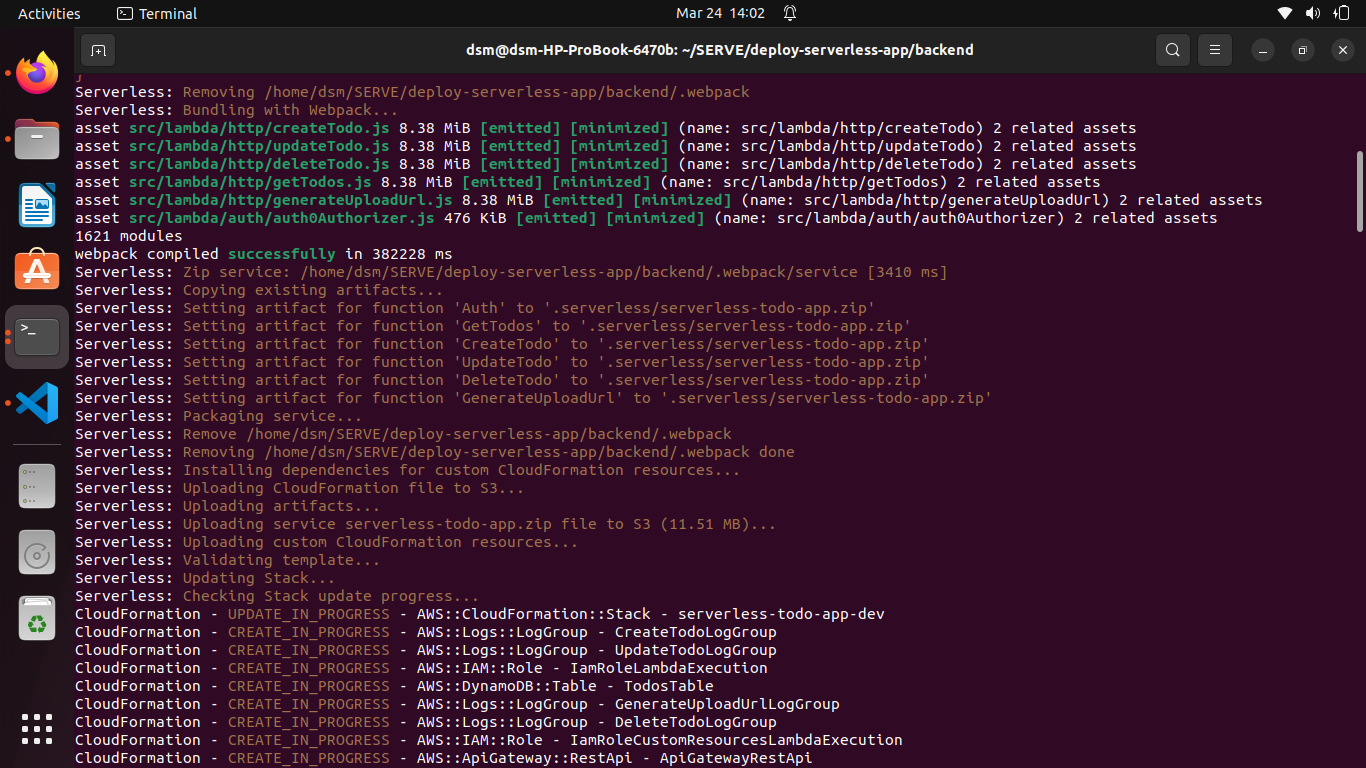 Activities Terminal Mar 24 14:02
dsm@dsm-HP-ProBook-6470b: ~/SERVE/deploy-serverless-app/backend
Serverless: Removing /home/dsm/SERVE/deploy-serverless-app/backend/.webpack
Serverless: Bundling with Webpack...
asset src/lambda/http/createTodo.js 8.38 MiB [emitted] [minimized] (name: src/lambda/http/createTodo) 2 related assets
asset src/lambda/http/updateTodo.js 8.38 MiB [emitted] [minimized] (name: src/lambda/http/updateTodo) 2 related assets
asset src/lambda/http/deleteTodo.js 8.38 MiB [emitted] [minimized] (name: src/lambda/http/deleteTodo) 2 related assets
asset src/lambda/http/getTodos.js 8.38 MiB [emitted] [minimized] (name: src/lambda/http/getTodos) 2 related assets
asset src/lambda/http/generateUploadUrl.js 8.38 MiB [emitted] [minimized] (name: src/lambda/http/generateUploadUrl) 2 related assets
asset src/lambda/auth/auth0Authorizer.js 476 KiB [emitted] [minimized] (name: src/lambda/auth/auth0Authorizer) 2 related assets
1621 modules
webpack compiled successfully in 382228 ms
Serverless: Zip service: /home/dsm/SERVE/deploy-serverless-app/backend/.webpack/service [3410 ms]
Serverless: Copying existing artifacts...
Serverless: Setting artifact for function 'Auth' to '.serverless/serverless-todo-app.zip'
Serverless: Setting artifact for function 'GetTodos' to '.serverless/serverless-todo-app.zip'
Serverless: Setting artifact for function 'CreateTodo' to '.serverless/serverless-todo-app.zip'
Serverless: Setting artifact for function 'UpdateTodo' to '.serverless/serverless-todo-app.zip'
Serverless: Setting artifact for function 'DeleteTodo' to '.serverless/serverless-todo-app.zip'
Serverless: Setting artifact for function 'GenerateUploadUrl' to '.serverless/serverless-todo-app.zip'
Serverless: Packaging service...
Serverless: Remove /home/dsm/SERVE/deploy-serverless-app/backend/.webpack
Serverless: Removing /home/dsm/SERVE/deploy-serverless-app/backend/.webpack done
Serverless: Installing dependencies for custom CloudFormation resources...
Serverless: Uploading CloudFormation file to S3...
Serverless: Uploading artifacts...
Serverless: Uploading service serverless-todo-app.zip file to S3 (11.51 MB)...
Serverless: Uploading custom CloudFormation resources...
Serverless: Validating template...
Serverless: Updating Stack...
Serverless: Checking Stack update progress...
CloudFormation - UPDATE_IN_PROGRESS - AWS::CloudFormation::Stack - serverless-todo-app-dev
CloudFormation - CREATE_IN_PROGRESS - AWS::Logs::LogGroup - CreateTodoLogGroup
CloudFormation - CREATE_IN_PROGRESS - AWS::Logs::LogGroup - UpdateTodoLogGroup
CloudFormation - CREATE_IN_PROGRESS - AWS::IAM::Role - IamRoleLambdaExecution
CloudFormation - CREATE_IN_PROGRESS - AWS::DynamoDB::Table - TodosTable
CloudFormation - CREATE_IN_PROGRESS - AWS::Logs::LogGroup - GenerateUploadUrlLogGroup
CloudFormation - CREATE_IN_PROGRESS - AWS::Logs::LogGroup - DeleteTodoLogGroup
CloudFormation - CREATE_IN_PROGRESS - AWS::IAM::Role - IamRoleCustomResourcesLambdaExecution
CloudFormation - CREATE_IN_PROGRESS - AWS::ApiGateway::RestApi - ApiGatewayRestApi